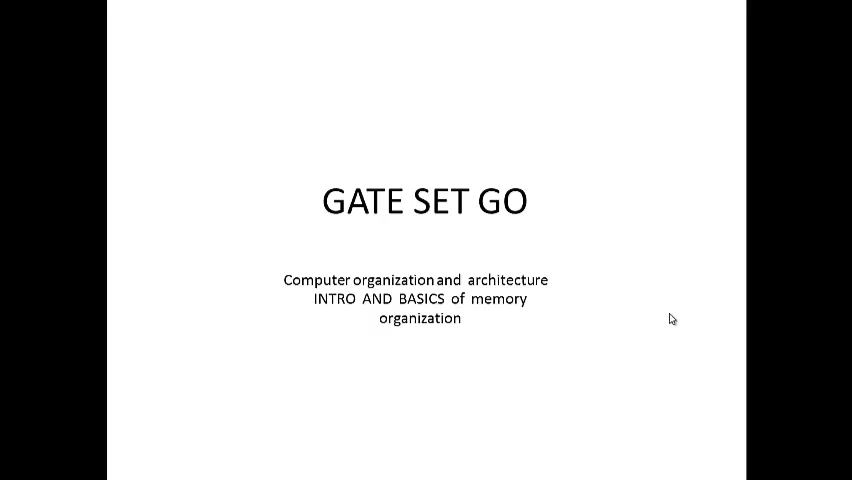 GATE SET GO
Computer organization and architecture
INTRO AND BASICS of memory
organization